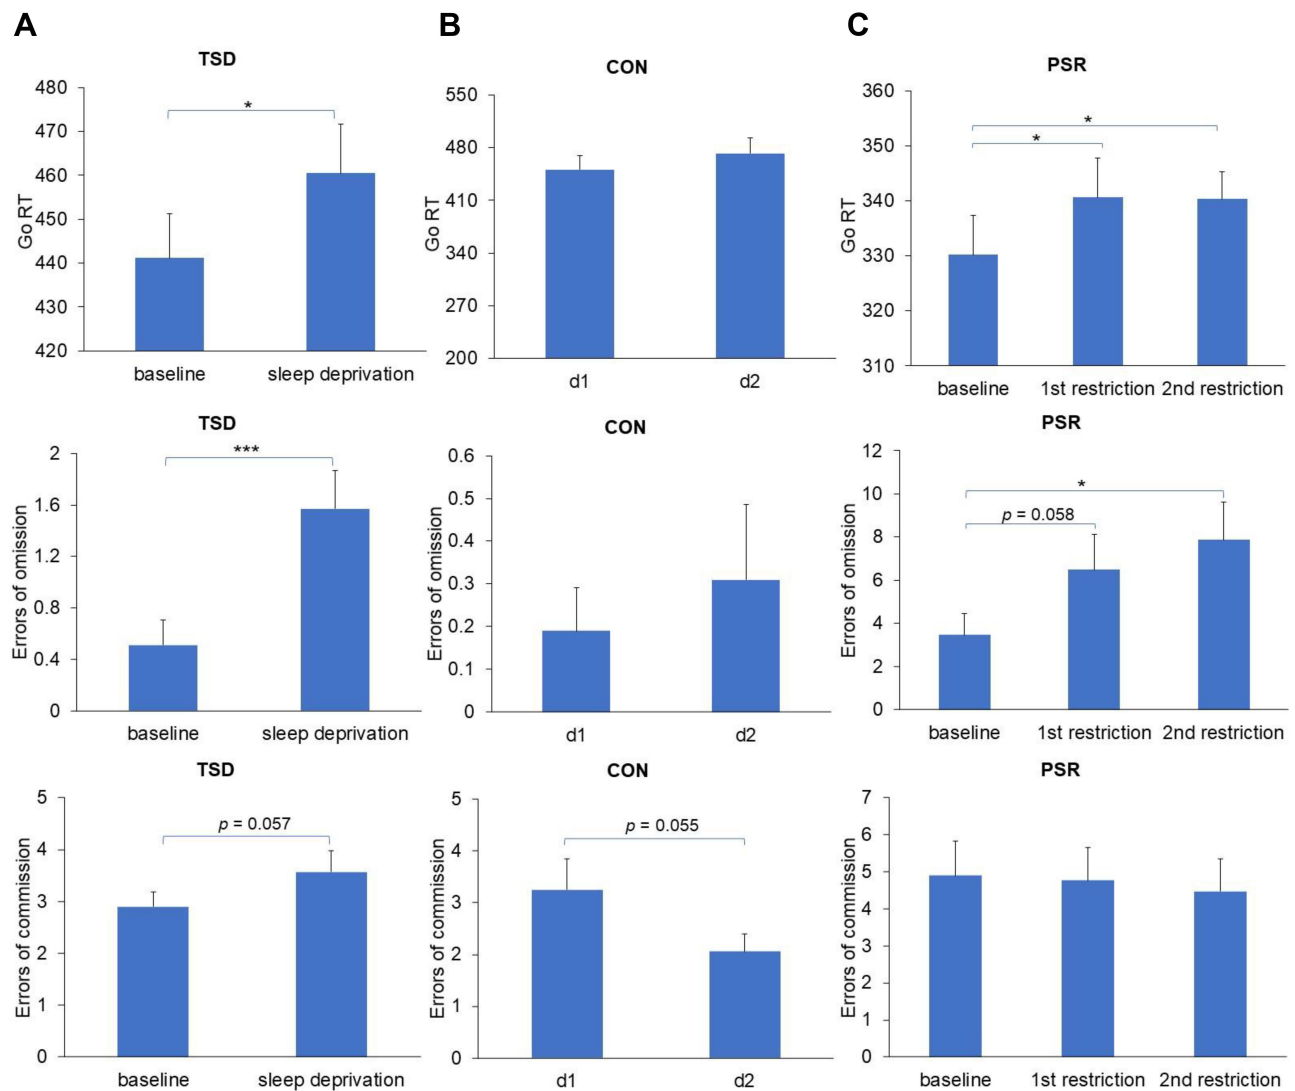 A
TSD
480
470
460
450
440
430
420
Go RT
*
baseline
sleep deprivation
B
CON
550
480
410
340
270
200
Go RT
d1
d2
C
PSR
360
350
340
330
320
310
Go RT
*
*
baseline
1st restriction
2nd restriction
TSD
2
1.6
1.2
0.8
0.4
0
Errors of omission
***
baseline
sleep deprivation
CON
0.6
0.5
0.4
0.3
0.2
0.1
0
Errors of omission
d1
d2
PSR
12
10
8
6
4
2
0
Errors of omission
*
p = 0.058
baseline
1st restriction
2nd restriction
TSD
5
4
3
2
1
0
Errors of commission
p = 0.057
baseline
sleep deprivation
CON
5
4
3
2
1
0
Errors of commission
p = 0.055
d1
d2
PSR
7
6
5
4
3
2
1
0
Errors of commission
baseline
1st restriction
2nd restriction